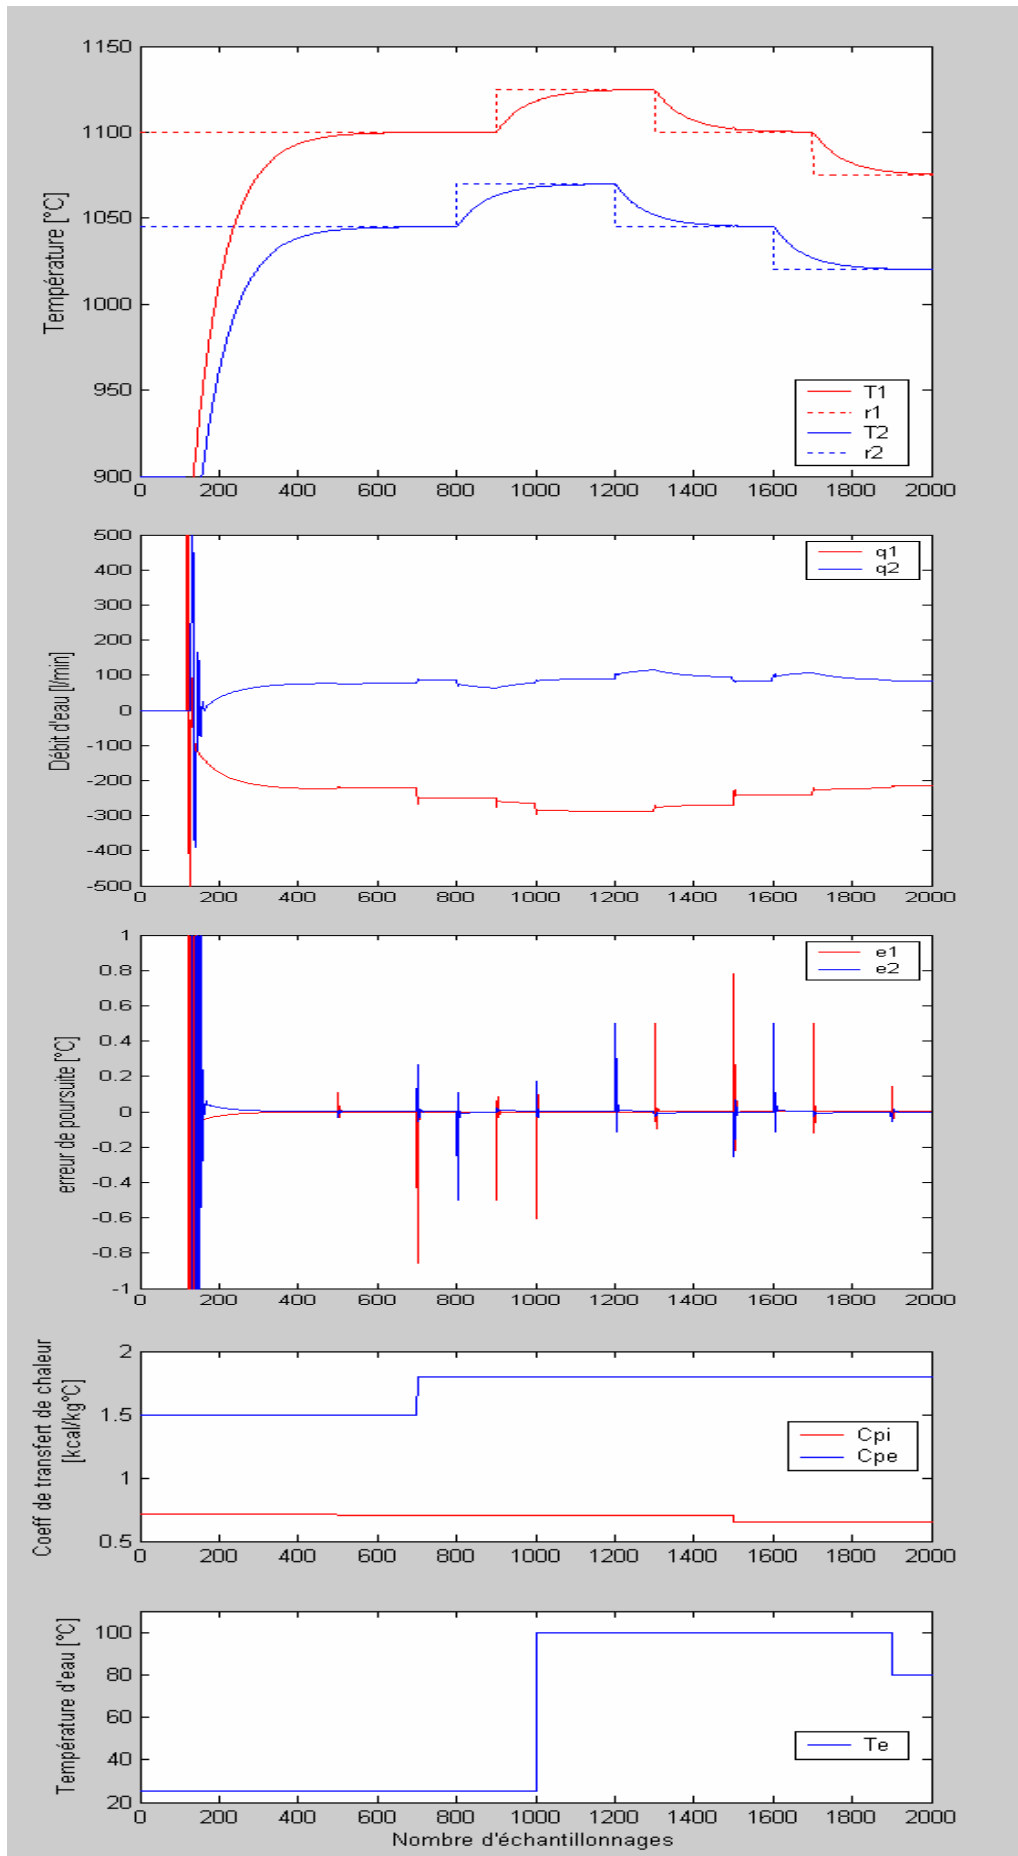 1150
1100
1050
1000
950
900
Température [°C]
T1
r1
T2
r2
0 200 400 600 800 1000 1200 1400 1600 1800 2000
500
400
300
200
100
0
-100
-200
-300
-400
-500
Débit d'eau [l/min]
q1
q2
0 200 400 600 800 1000 1200 1400 1600 1800 2000
1
0.8
0.6
0.4
0.2
0
-0.2
-0.4
-0.6
-0.8
-1
erreur de poursuite [°C]
e1
e2
0 200 400 600 800 1000 1200 1400 1600 1800 2000
2
1.5
1
0.5
Coeff de transfert de chaleur
[kcal/kg°C]
Cpi
Cpe
0 200 400 600 800 1000 1200 1400 1600 1800 2000
100
80
60
40
20
Température d'eau [°C]
Te
0 200 400 600 800 1000 1200 1400 1600 1800 2000
Nombre d'échantillonnages